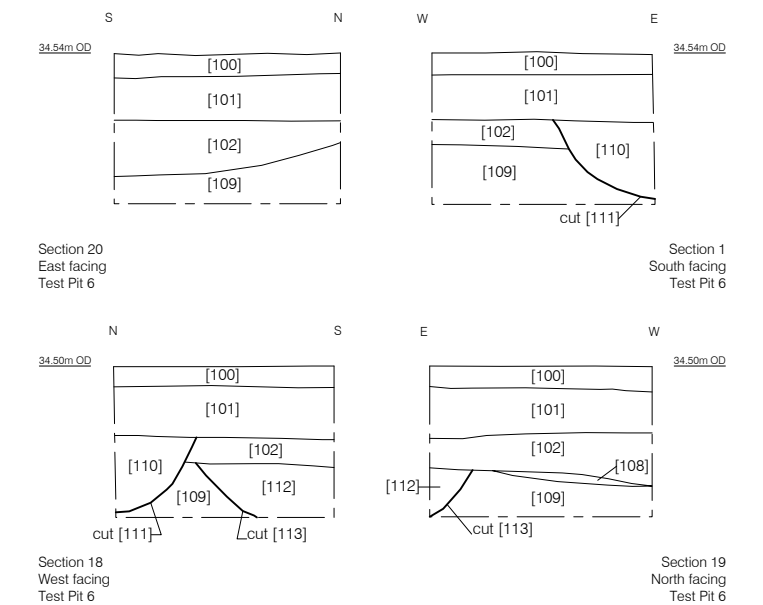 S
N
34.54m OD
[100]
[101]
[102]
[109]
Section 20
East facing
Test Pit 6
W
E
34.54m OD
[100]
[101]
[102]
[110]
[109]
cut [111]
Section 1
South facing
Test Pit 6
N
S
34.50m OD
[100]
[101]
[102]
[110]
[109]
[112]
cut [111]
cut [113]
Section 18
West facing
Test Pit 6
E
W
34.50m OD
[100]
[101]
[102]
[108]
[112]
[109]
cut [113]
Section 19
North facing
Test Pit 6